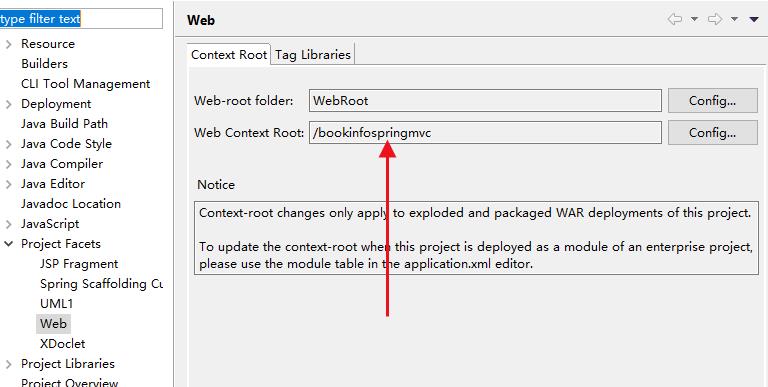 type filter text
Resource
Builders
CLI Tool Management
Deployment
Java Build Path
Java Code Style
Java Compiler
Java Editor
Javadoc Location
JavaScript
Project Facets
JSP Fragment
Spring Scaffolding Cu
UML1
Web
XDoclet
Project Libraries
Project Overview
Web
Context Root Tag Libraries
Web-root folder: WebRoot Config...
Web Context Root: /bookinfospringmvc Config...
Notice
Context-root changes only apply to exploded and packaged WAR deployments of this project.
To update the context-root when this project is deployed as a module of an enterprise project,
please use the module table in the application.xml editor.